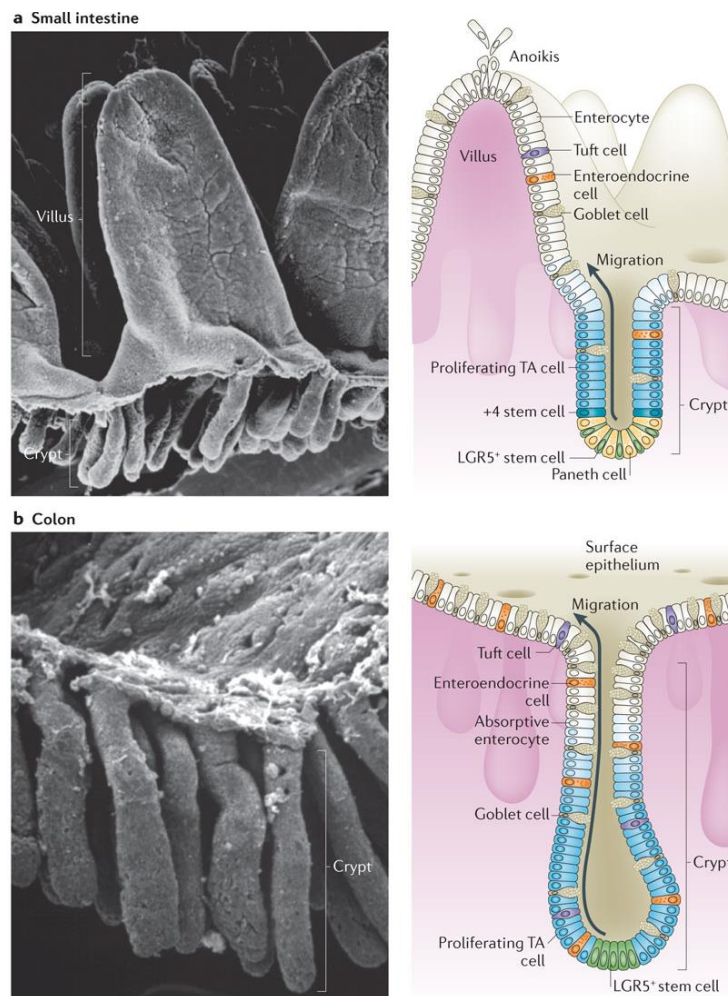 a Small intestine
Villus
Crypt
Anoikis
Enterocyte
Villus
Tuft cell
Enteroendocrine
cell
Goblet cell
Migration
Proliferating TA cell
+4 stem cell
Crypt
LGR5⁺ stem cell
Paneth cell
b Colon
Crypt
Surface
epithelium
Migration
Tuft cell
Enteroendocrine
cell
Absorptive
enterocyte
Goblet cell
Crypt
Proliferating TA
cell
LGR5⁺ stem cell